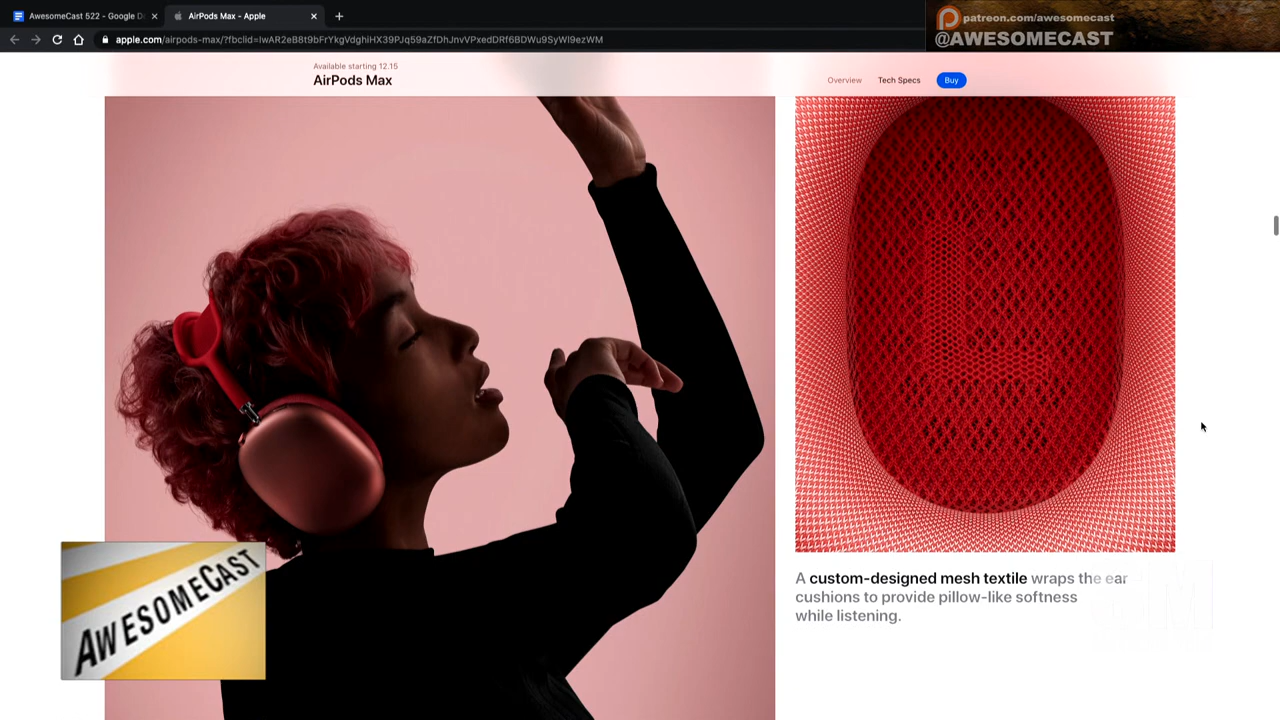 AwesomeCast 522 - Google D
AirPods Max - Apple
patreon.com/awesomecast
apple.com/airpods-max/?fbclid=IwAR2eB8t9bFrYkgVdghiHX39PJq59aZfDhJnvVPxedDRf6BDWu9SyWI9ezWM
@AWESOMECAST
Available starting 12.15
AirPods Max
Overview
Tech Specs
Buy
A custom-designed mesh textile wraps the ear
cushions to provide pillow-like softness
while listening.
AWESOMECAST